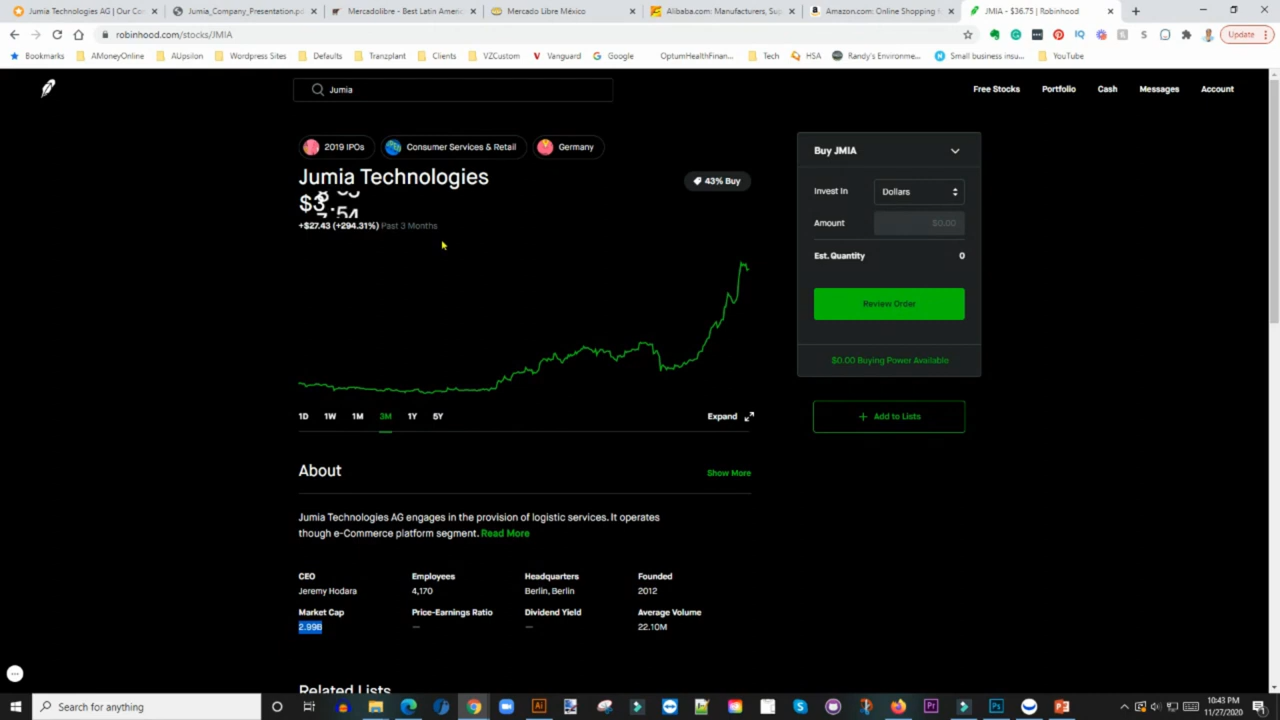 Jumia Technologies AG | Our Co
Jumia_Company_Presentation.pd
Mercadolibre - Best Latin Americ
Mercado Libre México
Alibaba.com: Manufacturers, Sup
Amazon.com: Online Shopping
JMIA - $36.75 | Robinhood
robinhood.com/stocks/JMIA
Update
Bookmarks
AMoneyOnline
AUpsilon
Wordpress Sites
Defaults
Tranzplant
Clients
VZCustom
Vanguard
Google
OptumHealthFinan...
Tech
HSA
Randy's Environme...
Small business insu...
YouTube
Jumia
Free Stocks
Portfolio
Cash
Messages
Account
2019 IPOs
Consumer Services & Retail
Germany
Jumia Technologies
43% Buy
+$27.43 (+294.31%) Past 3 Months
Buy JMIA
Invest In
Dollars
Amount
$0.00
Est. Quantity
0
Review Order
$0.00 Buying Power Available
Add to Lists
1D 1W 1M 3M 1Y 5Y
Expand
About
Show More
Jumia Technologies AG engages in the provision of logistic services. It operates
though e-Commerce platform segment. Read More
CEO
Jeremy Hodara
Employees
4,170
Headquarters
Berlin, Berlin
Founded
2012
Market Cap
2.99B
Price-Earnings Ratio
—
Dividend Yield
—
Average Volume
22.10M
Related Lists
Type here to search
10:43 PM
11/27/2020